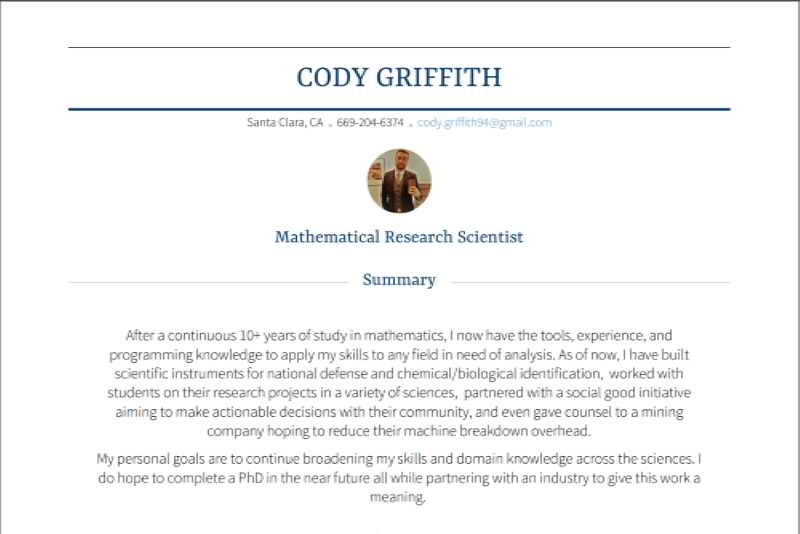 CODY GRIFFITH
Santa Clara, CA • 669-204-6374 • cody.griffith94@gmail.com
Mathematical Research Scientist
Summary
After a continuous 10+ years of study in mathematics, I now have the tools, experience, and
programming knowledge to apply my skills to any field in need of analysis. As of now, I have built
scientific instruments for national defense and chemical/biological identification, worked with
students on their research projects in a variety of sciences, partnered with a social good initiative
aiming to make actionable decisions with their community, and even gave counsel to a mining
company hoping to reduce their machine breakdown overhead.
My personal goals are to continue broadening my skills and domain knowledge across the sciences. I
do hope to complete a PhD in the near future all while partnering with an industry to give this work a
meaning.